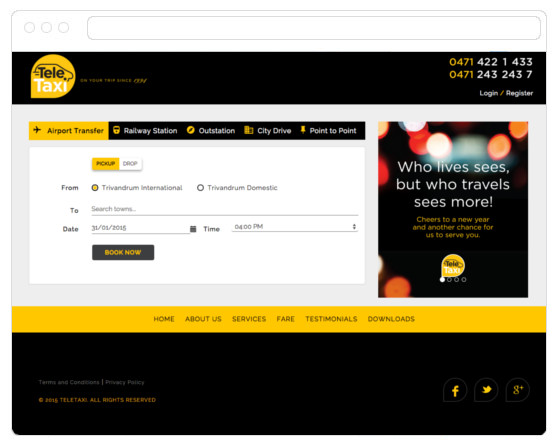 Tele
Taxi
ON YOUR TRIP SINCE 1997
0471 422 1 433
0471 243 243 7
Login / Register
Airport Transfer
Railway Station
Outstation
City Drive
Point to Point
PICKUP DROP
From Trivandrum International Trivandrum Domestic
To Search towns...
Date 31/01/2015 Time 04:00 PM
BOOK NOW
Who lives sees,
but who travels
sees more!
Cheers to a new year
and another chance for
us to serve you.
Tele
Taxi
HOME ABOUT US SERVICES FARE TESTIMONIALS DOWNLOADS
Terms and Conditions | Privacy Policy
© 2015 TELETAXI. ALL RIGHTS RESERVED
f
g+